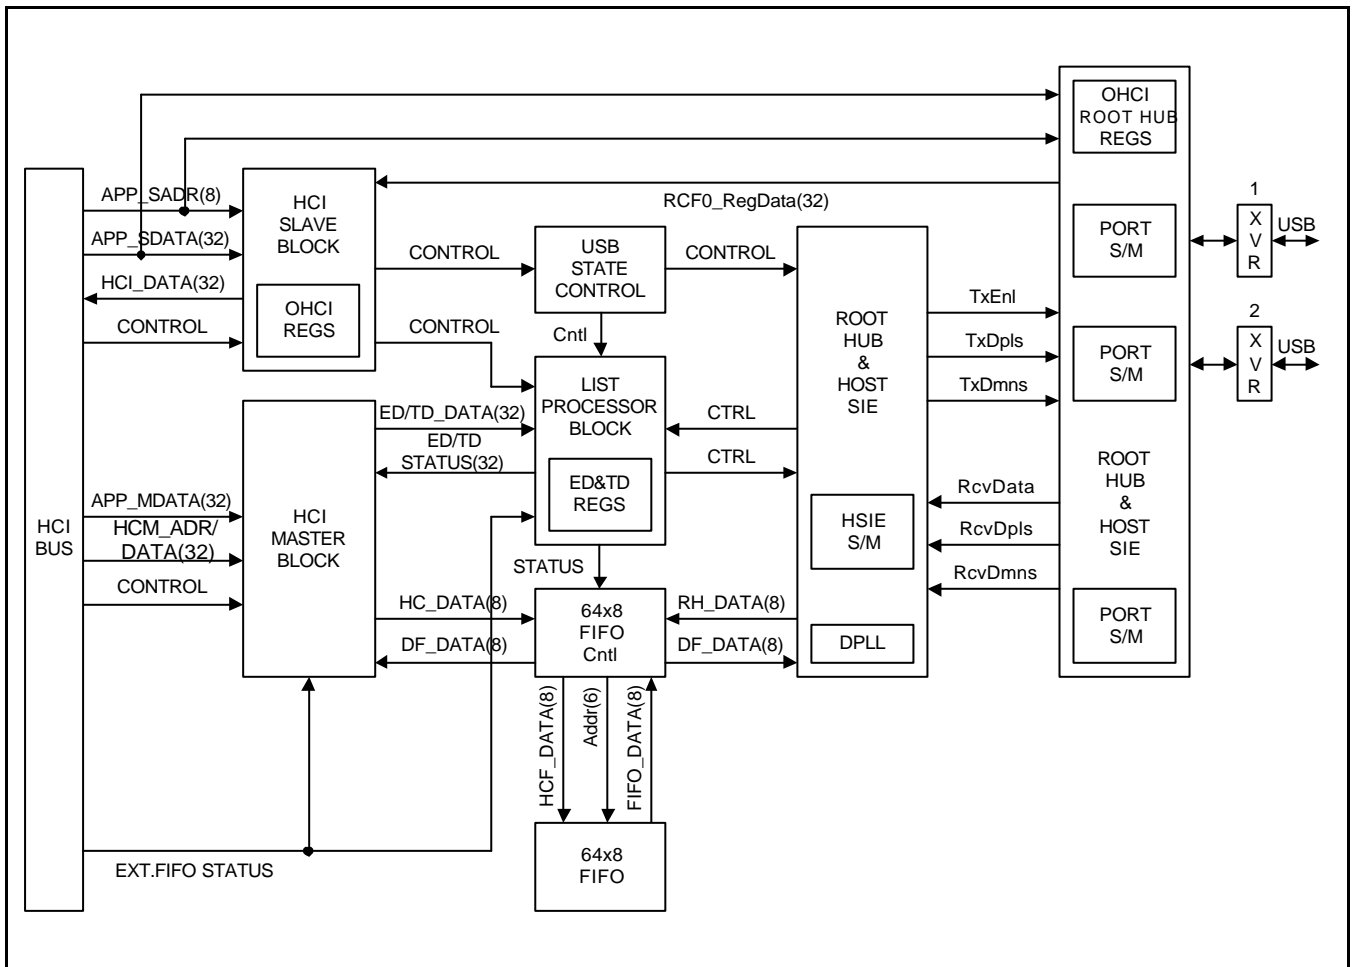 OHCI
ROOT HUB
REGS
APP_SADR(8)
HCI
SLAVE
BLOCK
RCF0_RegData(32)
1
X
V
R
USB
PORT
S/M
APP_SDATA(32)
CONTROL
USB
STATE
CONTROL
CONTROL
HCI_DATA(32)
OHCI
REGS
CONTROL
CONTROL
Cntl
ROOT
HUB
&
HOST
SIE
TxEnl
TxDpls
TxDmns
2
X
V
R
USB
PORT
S/M
LIST
PROCESSOR
BLOCK
ED/TD_DATA(32)
ED/TD
STATUS(32)
CTRL
CTRL
ED&TD
REGS
HCI
BUS
APP_MDATA(32)
HCM_ADR/
DATA(32)
CONTROL
HCI
MASTER
BLOCK
HSIE
S/M
RcvData
RcvDpls
RcvDmns
ROOT
HUB
&
HOST
SIE
STATUS
HC_DATA(8)
DF_DATA(8)
64x8
FIFO
Cntl
RH_DATA(8)
DF_DATA(8)
DPLL
PORT
S/M
HCF_DATA(8)
Addr(6)
FIFO_DATA(8)
EXT.FIFO STATUS
64x8
FIFO